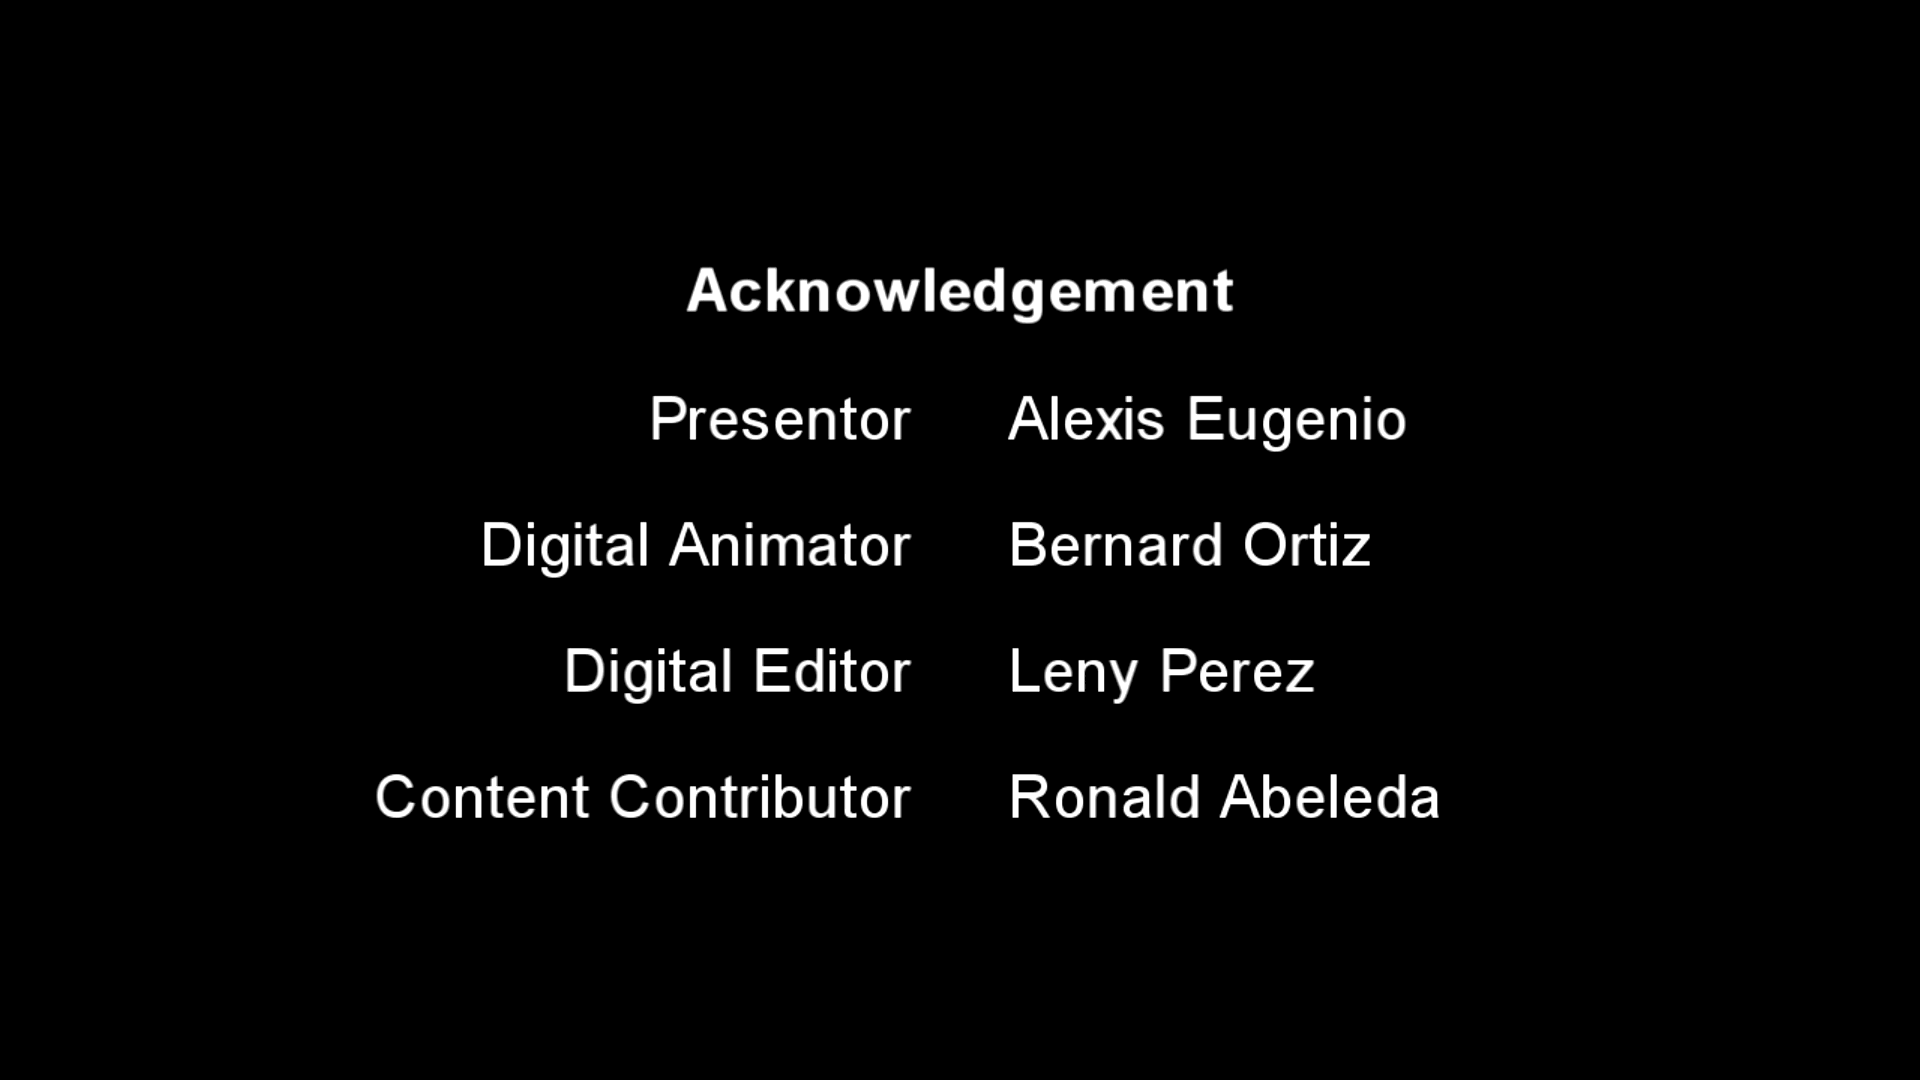 Acknowledgement
Presentor Alexis Eugenio
Digital Animator Bernard Ortiz
Digital Editor Leny Perez
Content Contributor Ronald Abeleda